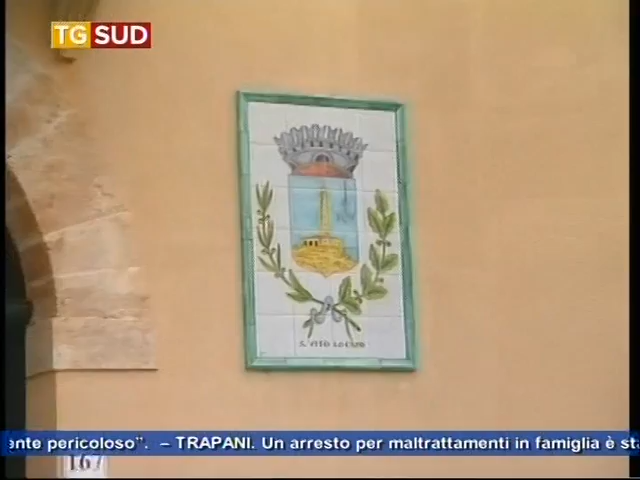 TG SUD
S. VITO LO CAPO
ente pericoloso”. – TRAPANI. Un arresto per maltrattamenti in famiglia è sta
167